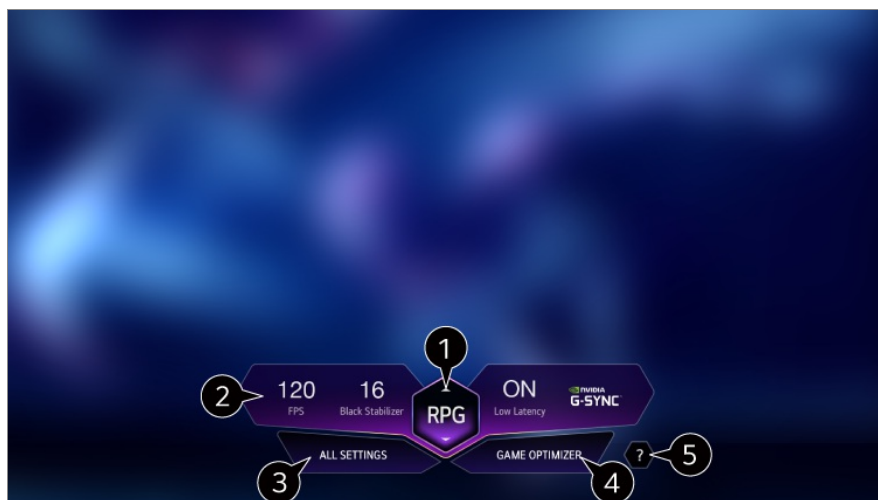 1
2
120
FPS
16
Black Stabilizer
RPG
ON
Low Latency
NVIDIA
G-SYNC
ALL SETTINGS
GAME OPTIMIZER
?
5
3
4